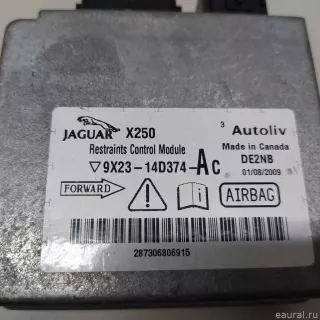 JAGUAR X250
Restraints Control Module
9X23-14D374-Ac
3 Autoliv
Made in Canada
DE2NB
01/08/2009
FORWARD
! i AIRBAG
287306806915
eaural.ru